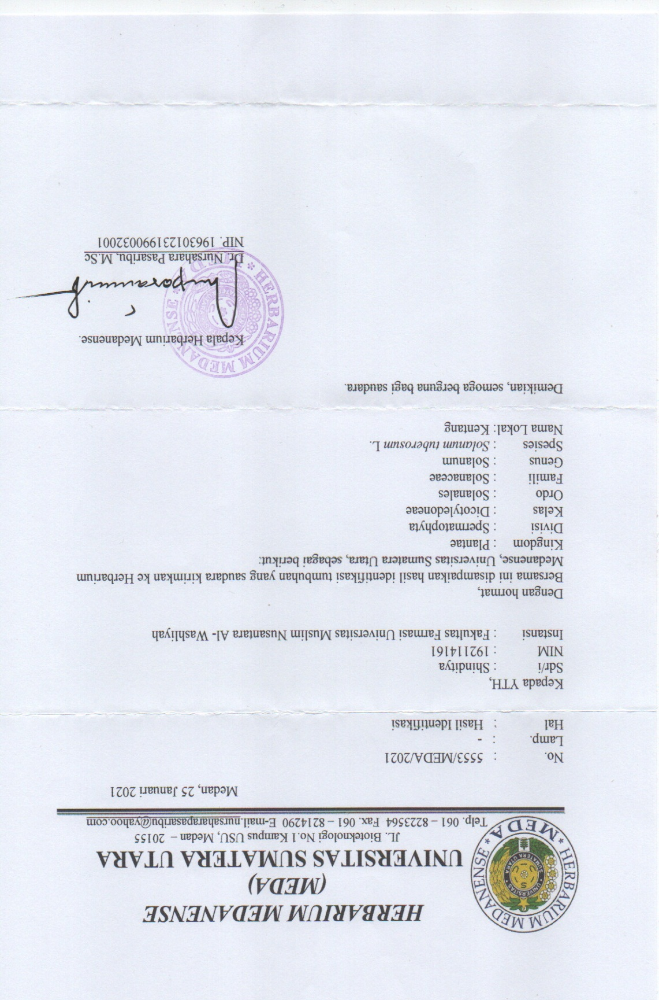 HERBARIUM MEDANENSE
(MEDA)
UNIVERSITAS SUMATERA UTARA
JL. Bioteknologi No.1 Kampus USU, Medan – 20155
Telp. 061 – 8223564 Fax. 061 – 8214290 E-mail.nursaharapasaribu@yahoo.com
HERBARIUM MEDANENSE
* MEDA *
UNIVERSITAS
SUMATERA UTARA
Medan, 25 Januari 2021
No. : 5553/MEDA/2021
Lamp. : -
Hal : Hasil Identifikasi
Kepada YTH,
Sdr/i : Shinditya
NIM : 192114161
Instansi : Fakultas Farmasi Universitas Muslim Nusantara Al- Washliyah
Dengan hormat,
Bersama ini disampaikan hasil identifikasi tumbuhan yang saudara kirimkan ke Herbarium
Medanense, Universitas Sumatera Utara, sebagai berikut:
Kingdom : Plantae
Divisi : Spermatophyta
Kelas : Dicotyledoneae
Ordo : Solanales
Famili : Solanaceae
Genus : Solanum
Spesies : Solanum tuberosum L.
Nama Lokal: Kentang
Demikian, semoga berguna bagi saudara.
Kepala Herbarium Medanense.
HERBARIUM MEDANENSE
Dr. Nursahara Pasaribu, M.Sc
NIP. 196301231990032001